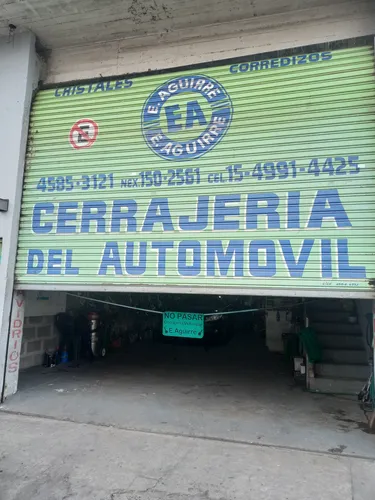 CRISTALES CORREDIZOS
E. AGUIRRE
EA
E. AGUIRRE
E
4585-3121 NEX. 150-2561 CEL 15-4991-4425
CERRAJERIA
DEL AUTOMOVIL
VIDRIOS
NO PASAR
E. Aguirre